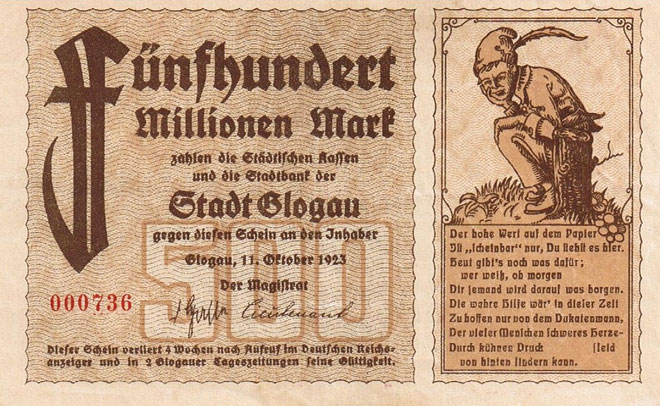 Fünfhundert
Millionen Mark
zahlen die Städtischen Kassen
und die Stadtbank der
Stadt Glogau
gegen diesen Schein an den Inhaber
Glogau, 11. Oktober 1923
Der Magistrat
500
000736
Dieser Schein verliert 4 Wochen nach Aufruf im Deutschen Reichs-
anzeiger und in 2 Glogauer Tageszeitungen seine Gültigkeit.
Der hohe Wert auf dem Papier
Ist „scheinbar“ nur, Du siehst es hier.
Heut gibt's noch was dafür;
wer weiß, ob morgen
Dir jemand wird darauf was borgen.
Die wahre Hilfe wär' in dieser Zeit
Zu hoffen nur von dem Dukatenmann,
Der vieler Menschen schweres Herze-
Durch kühnen Druck sleid
von hinten lindern kann.